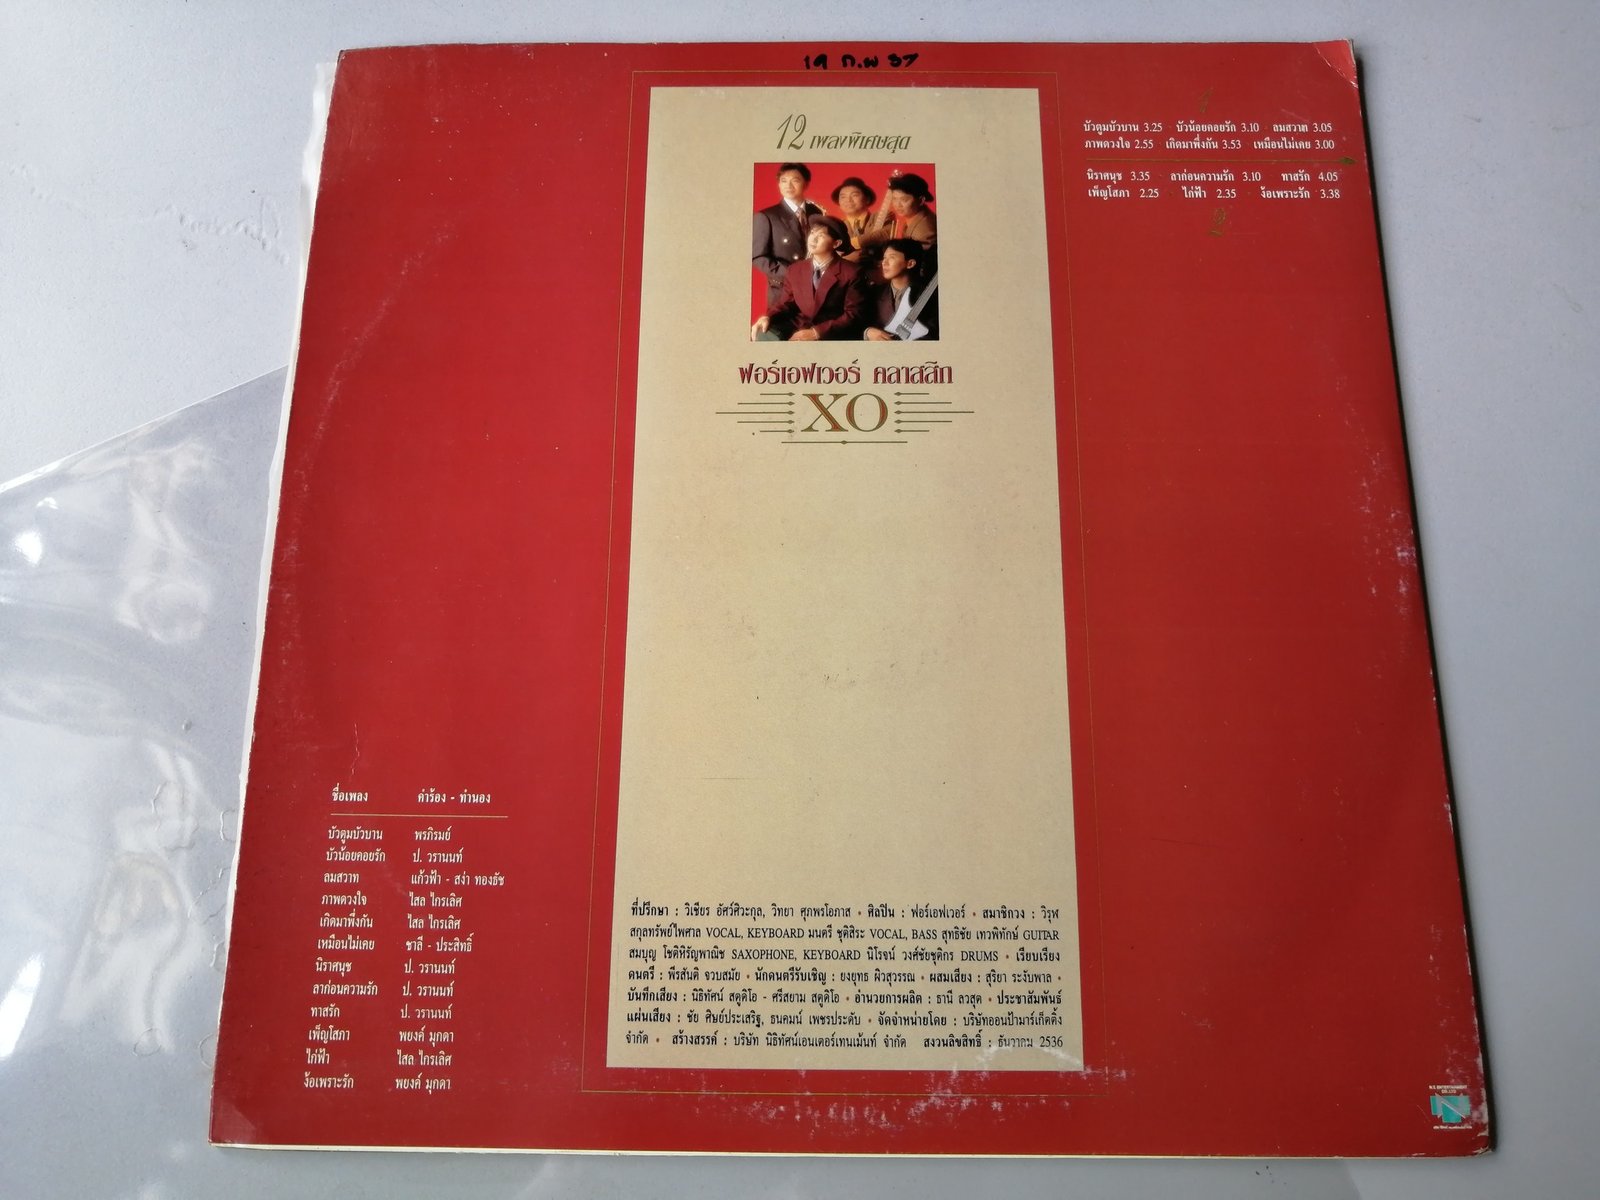 19 ก.พ 37
12 เพลงพิเศษสุด
ฟอร์เอฟเวอร์ คลาสสิก
XO
1
บัวตูมบัวบาน 3.25 · บัวน้อยคอยรัก 3.10 · ลมสวาท 3.05
ภาพดวงใจ 2.55 · เกิดมาพึ่งกัน 3.53 · เหมือนไม่เคย 3.00
นิราศนุช 3.35 · ลาก่อนความรัก 3.10 · ทาสรัก 4.05
เพ็ญโสภา 2.25 · ไก่ฟ้า 2.35 · ง้อเพราะรัก 3.38
2
ชื่อเพลง คำร้อง - ทำนอง
บัวตูมบัวบาน พรภิรมย์
บัวน้อยคอยรัก ป. วรานนท์
ลมสวาท แก้วฟ้า - สง่า ทองธัช
ภาพดวงใจ ไสล ไกรเลิศ
เกิดมาพึ่งกัน ไสล ไกรเลิศ
เหมือนไม่เคย ชาลี - ประสิทธิ์
นิราศนุช ป. วรานนท์
ลาก่อนความรัก ป. วรานนท์
ทาสรัก ป. วรานนท์
เพ็ญโสภา พยงค์ มุกดา
ไก่ฟ้า ไสล ไกรเลิศ
ง้อเพราะรัก พยงค์ มุกดา
ที่ปรึกษา : วิเชียร อัศว์ศิวะกุล, วิทยา ศุภพรโอภาส • ศิลปิน : ฟอร์เอฟเวอร์ • สมาชิกวง : วิรุฬ
สกุลทรัพย์ไพศาล VOCAL, KEYBOARD มนตรี ชุติสิระ VOCAL, BASS สุทธิชัย เทวพิทักษ์ GUITAR
สมบุญ โชติหิรัญพาณิช SAXOPHONE, KEYBOARD นิโรจน์ วงศ์ชัยชุติกร DRUMS • เรียบเรียง
ดนตรี : พีรสันติ จวบสมัย • นักดนตรีรับเชิญ : ยงยุทธ ผิวสุวรรณ • ผสมเสียง : สุริยา ระงับพาล •
บันทึกเสียง : นิธิทัศน์ สตูดิโอ - ศรีสยาม สตูดิโอ • อำนวยการผลิต : ธานี ลวสุต • ประชาสัมพันธ์
แผ่นเสียง : ชัย ศิษย์ประเสริฐ, ธนคมน์ เพชรประดับ • จัดจำหน่ายโดย : บริษัทออนป้ามาร์เก็ตติ้ง
จำกัด • สร้างสรรค์ : บริษัท นิธิทัศน์เอนเตอร์เทนเม้นท์ จำกัด สงวนลิขสิทธิ์ : ธันวาคม 2536
N.T. ENTERTAINMENT
CO.,LTD